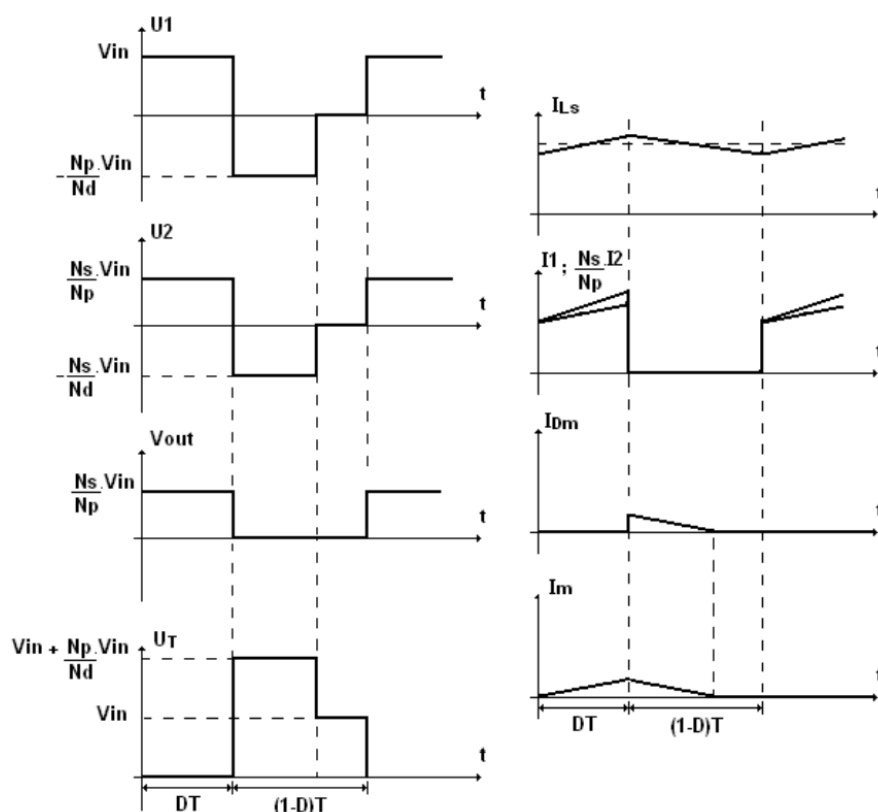 U1
Vin
t
-Np.Vin
Nd
U2
Ns.Vin
Np
t
-Ns.Vin
Nd
Vout
Ns.Vin
Np
t
Vin + Np.Vin
Nd
UT
Vin
t
DT
(1-D)T
ILs
t
I1 ; Ns.I2
Np
t
IDm
t
Im
t
DT
(1-D)T